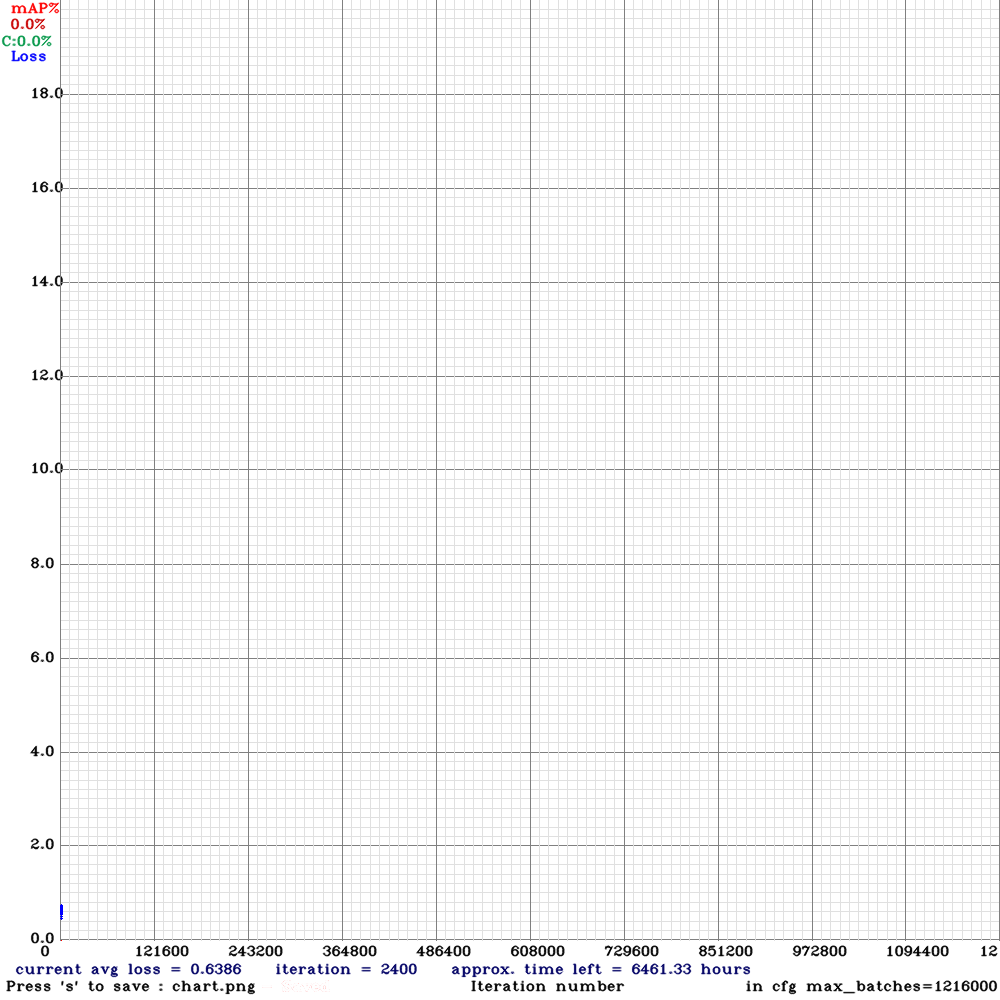 mAP%
0.0%
C:0.0%
Loss
18.0
16.0
14.0
12.0
10.0
8.0
6.0
4.0
2.0
0.0
0 121600 243200 364800 486400 608000 729600 851200 972800 1094400 12
current avg loss = 0.6386 iteration = 2400 approx. time left = 6461.33 hours
Press 's' to save : chart.png Iteration number in cfg max_batches=1216000